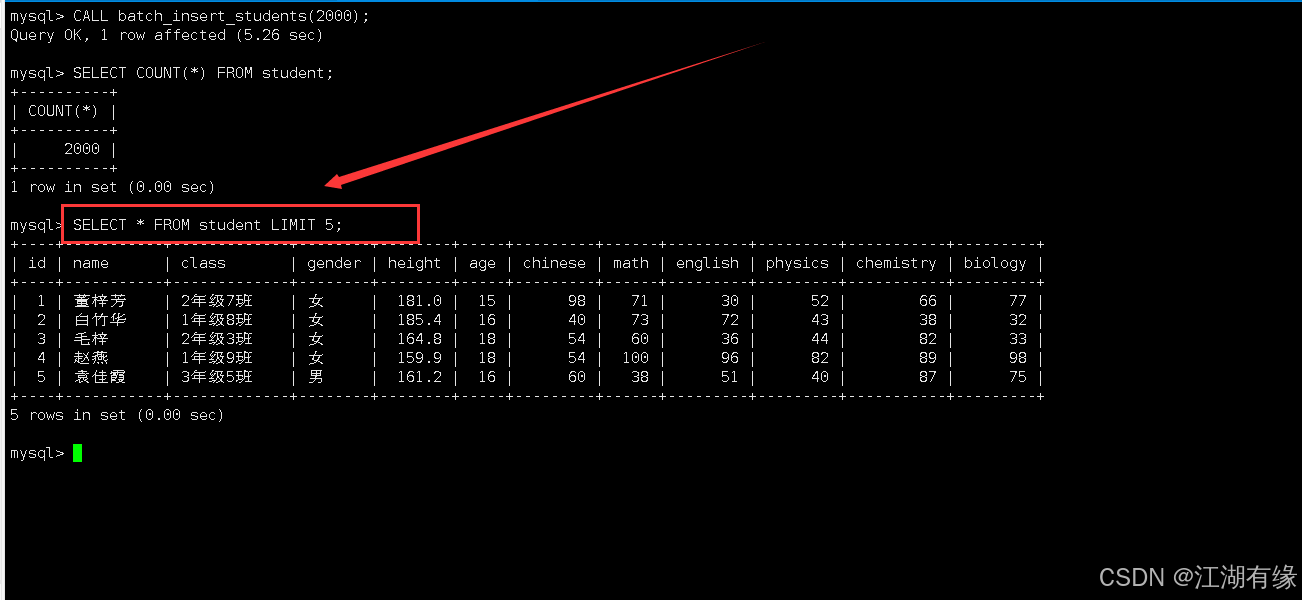 mysql> CALL batch_insert_students(2000);
Query OK, 1 row affected (5.26 sec)
mysql> SELECT COUNT(*) FROM student;
+----------+
| COUNT(*) |
+----------+
|     2000 |
+----------+
1 row in set (0.00 sec)
mysql> SELECT * FROM student LIMIT 5;
+----+-----------+-------------+--------+--------+-----+---------+------+---------+---------+-----------+---------+
| id | name      | class       | gender | height | age | chinese | math | english | physics | chemistry | biology |
+----+-----------+-------------+--------+--------+-----+---------+------+---------+---------+-----------+---------+
|  1 | 董梓芳    | 2年级7班    | 女     |  181.0 |  15 |      98 |   71 |      30 |      52 |        66 |      77 |
|  2 | 白竹华    | 1年级8班    | 女     |  185.4 |  16 |      40 |   73 |      72 |      43 |        38 |      32 |
|  3 | 毛梓      | 2年级3班    | 女     |  164.8 |  18 |      54 |   60 |      36 |      44 |        82 |      33 |
|  4 | 赵燕      | 1年级9班    | 女     |  159.9 |  18 |      54 |  100 |      96 |      82 |        89 |      98 |
|  5 | 袁佳霞    | 3年级5班    | 男     |  161.2 |  16 |      60 |   38 |      51 |      40 |        87 |      75 |
+----+-----------+-------------+--------+--------+-----+---------+------+---------+---------+-----------+---------+
5 rows in set (0.00 sec)
mysql>
CSDN @江湖有缘